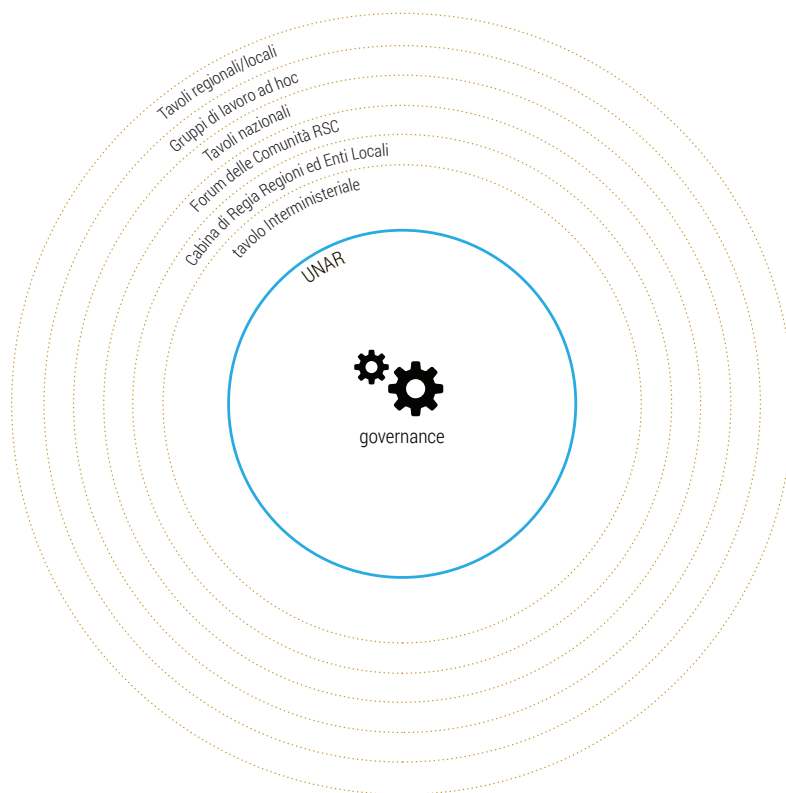 Tavoli regionali/locali
Gruppi di lavoro ad hoc
Tavoli nazionali
Forum delle Comunità RSC
Cabina di Regia Regioni ed Enti Locali
tavolo Interministeriale
UNAR
governance